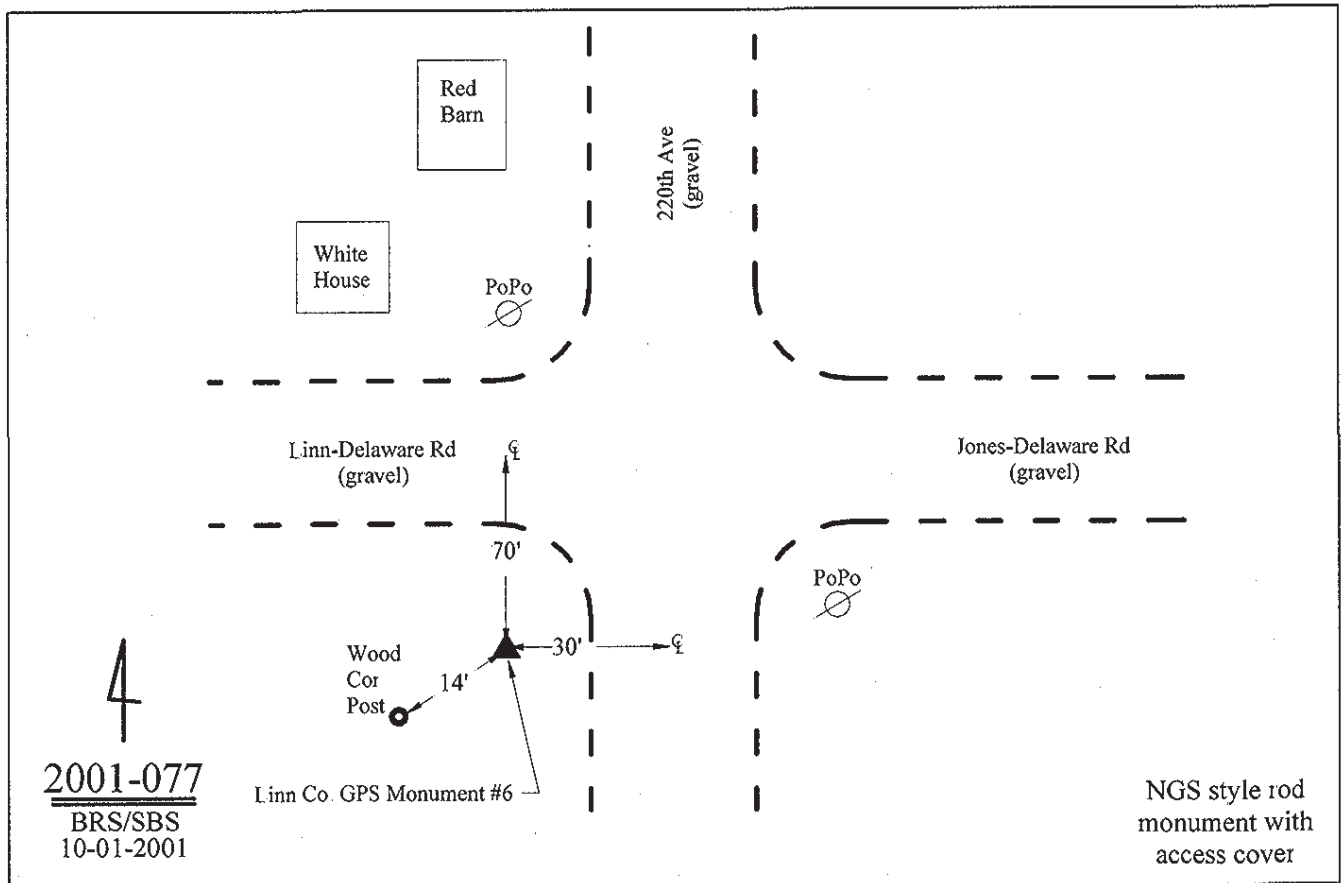 Red
Barn
220th Ave
(gravel)
White
House
PoPo
Linn-Delaware Rd
(gravel)
℄
Jones-Delaware Rd
(gravel)
70'
PoPo
30'
℄
Wood
Cor
Post
14'
2001-077
BRS/SBS
10-01-2001
Linn Co. GPS Monument #6
NGS style rod
monument with
access cover